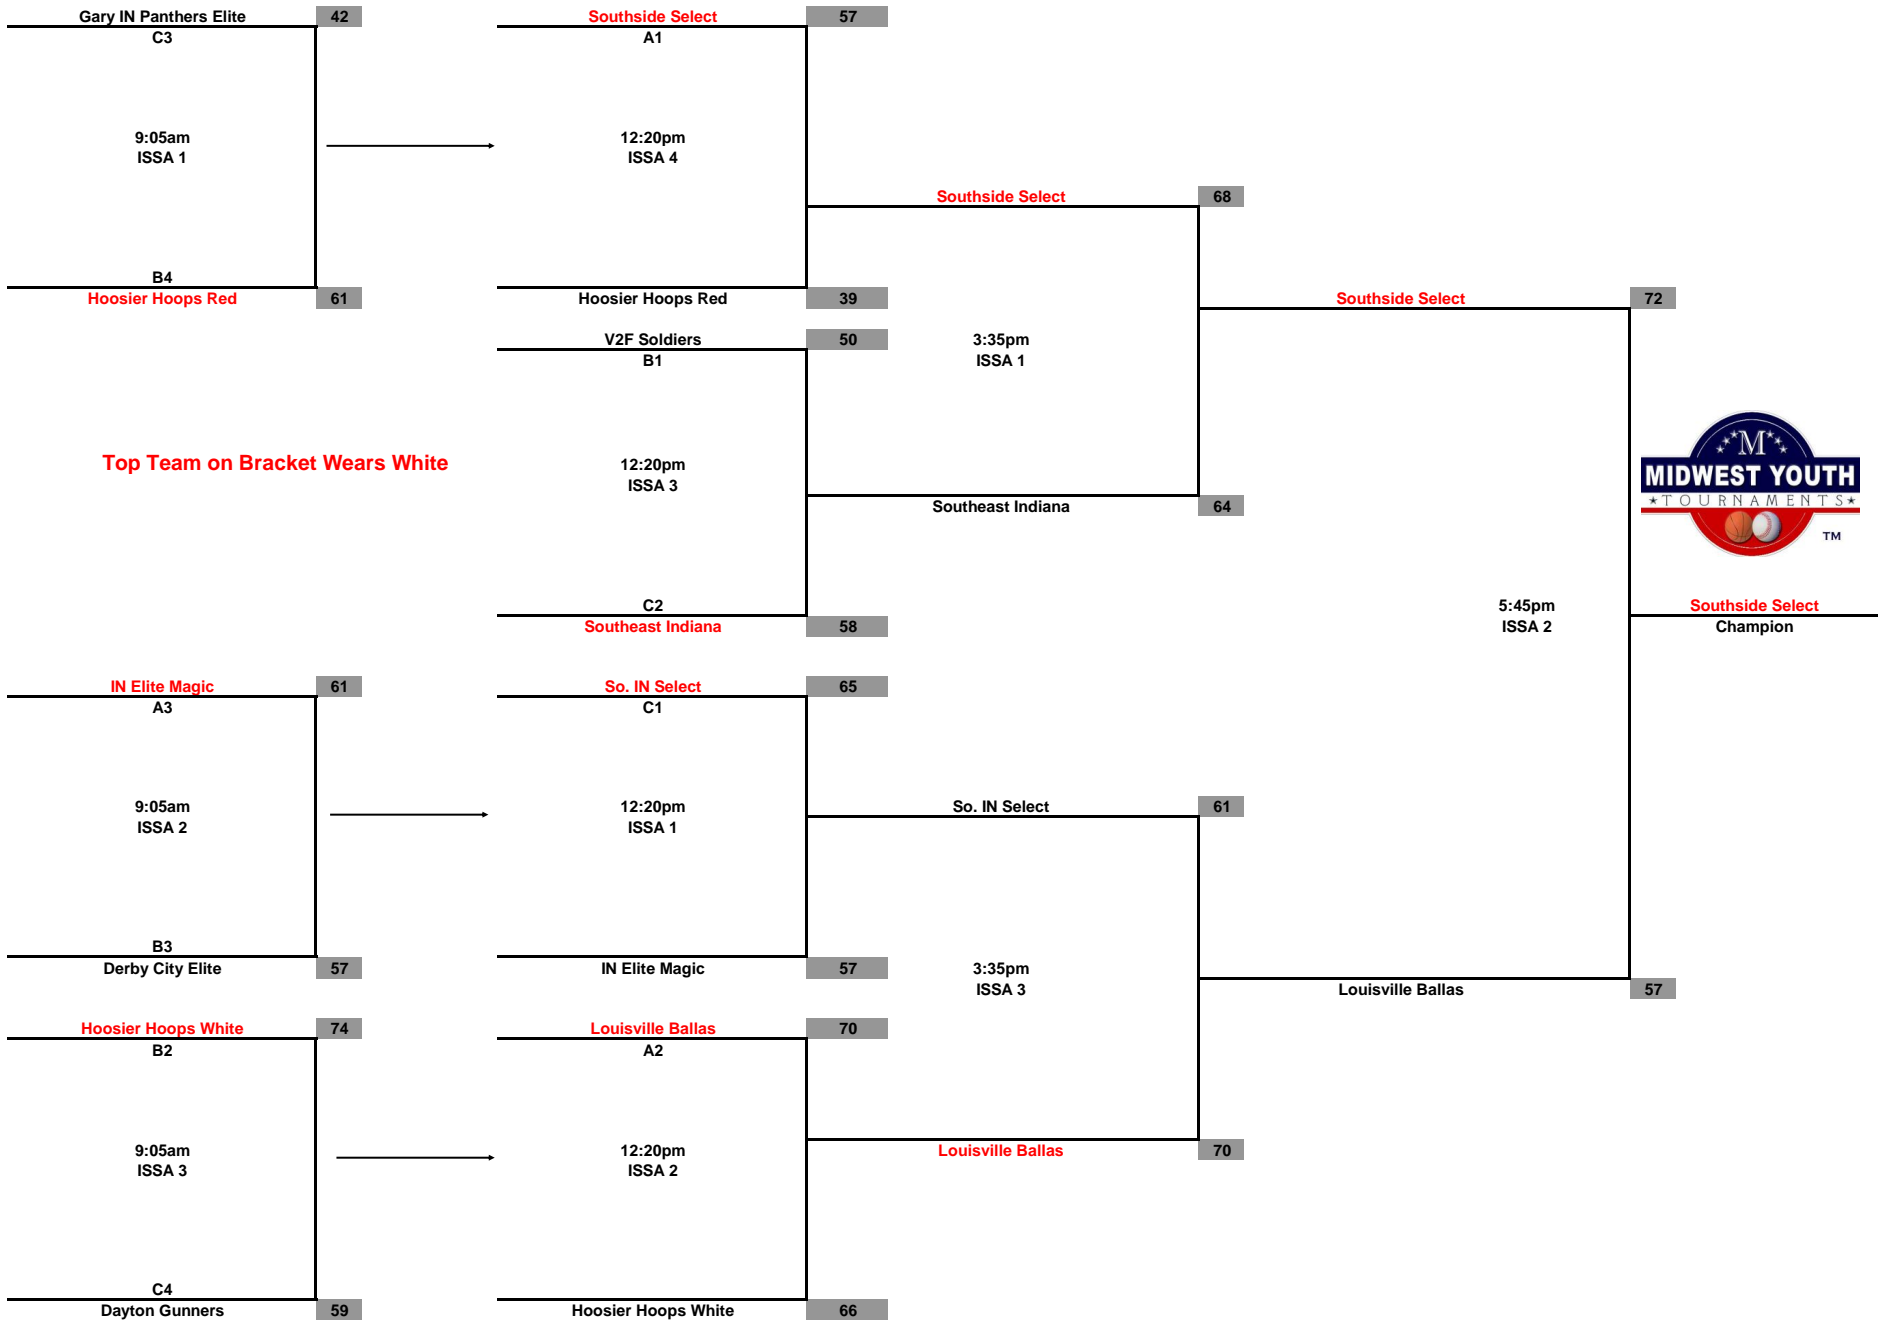 Gary IN Panthers Elite 42
C3
9:05am
ISSA 1
B4
Hoosier Hoops Red 61
Southside Select 57
A1
12:20pm
ISSA 4
Hoosier Hoops Red 39
V2F Soldiers 50
B1
12:20pm
ISSA 3
C2
Southeast Indiana 58
Top Team on Bracket Wears White
IN Elite Magic 61
A3
9:05am
ISSA 2
B3
Derby City Elite 57
So. IN Select 65
C1
12:20pm
ISSA 1
IN Elite Magic 57
Hoosier Hoops White 74
B2
9:05am
ISSA 3
C4
Dayton Gunners 59
Louisville Ballas 70
A2
12:20pm
ISSA 2
Hoosier Hoops White 66
Southside Select 68
3:35pm
ISSA 1
Southeast Indiana 64
So. IN Select 61
3:35pm
ISSA 3
Louisville Ballas 70
Southside Select 72
5:45pm
ISSA 2
Louisville Ballas 57
M
MIDWEST YOUTH
TOURNAMENTS
TM
Southside Select
Champion